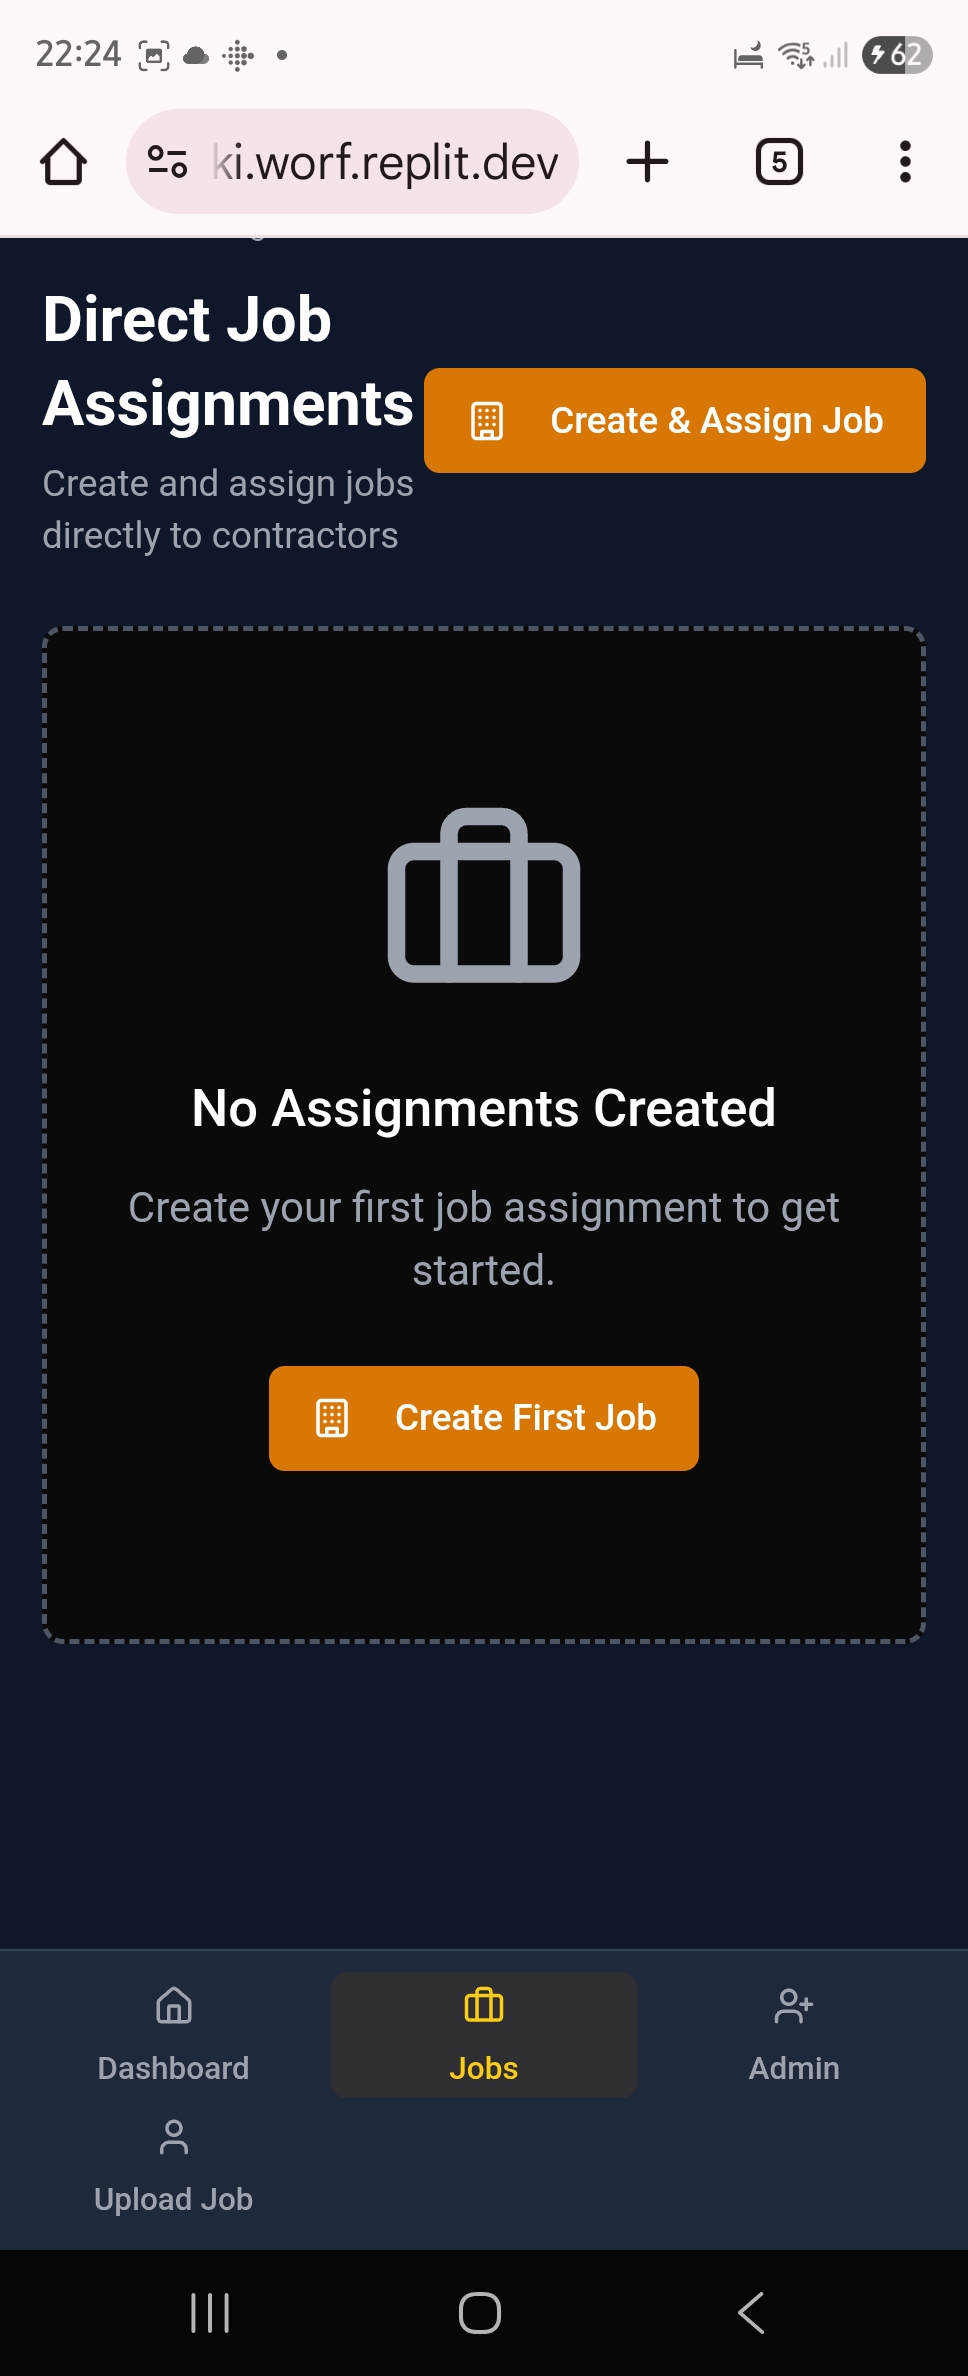 22:24
5
62
ki.worf.replit.dev
5
Direct Job
Assignments
Create & Assign Job
Create and assign jobs
directly to contractors
No Assignments Created
Create your first job assignment to get
started.
Create First Job
Dashboard
Jobs
Admin
Upload Job